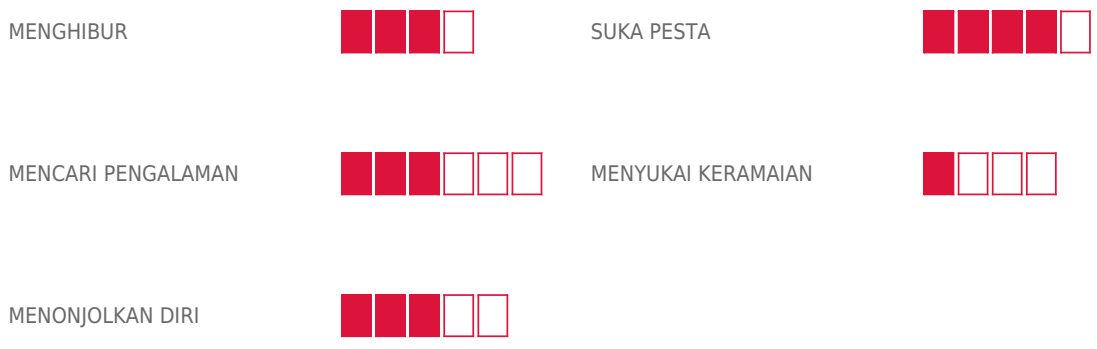 MENGHIBUR
SUKA PESTA
MENCARI PENGALAMAN
MENYUKAI KERAMAIAN
MENONJOLKAN DIRI